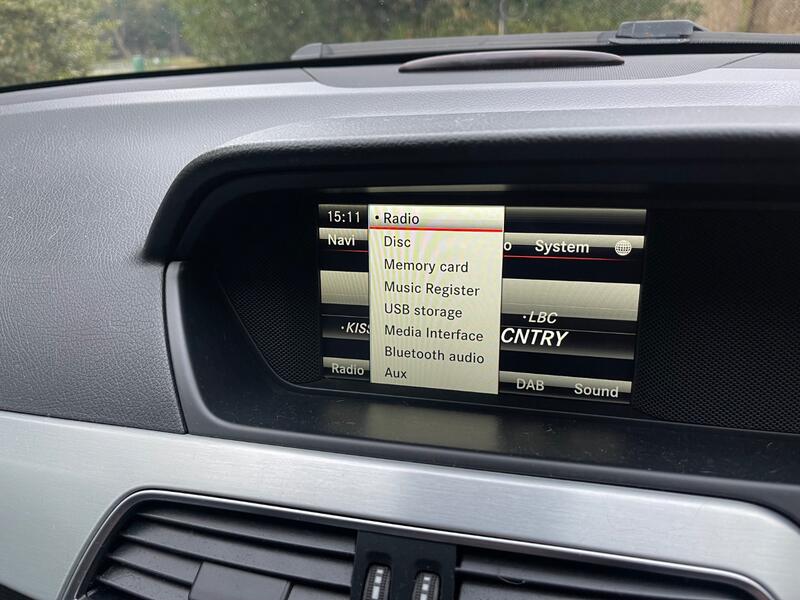 15:11
Radio
Navi
Disc
System
Memory card
Music Register
USB storage
Media Interface
Bluetooth audio
Aux
LBC
CNTRY
Radio
DAB
Sound